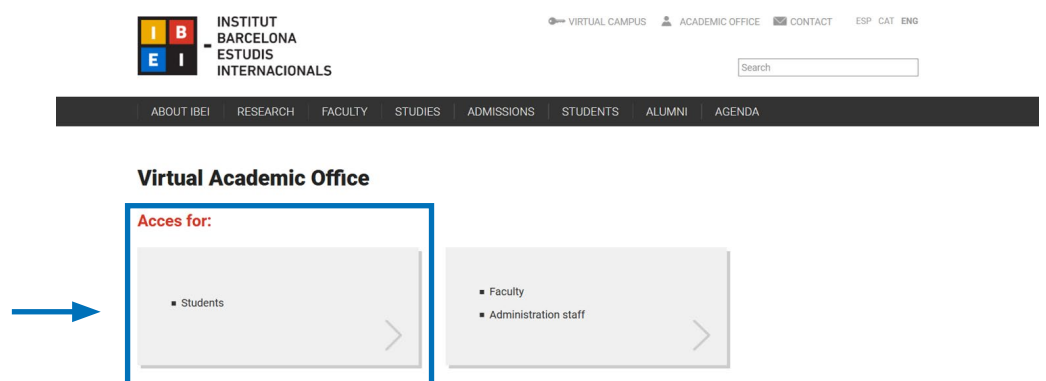 I B
E I
INSTITUT
BARCELONA
ESTUDIS
INTERNACIONALS
VIRTUAL CAMPUS ACADEMIC OFFICE CONTACT ESP CAT ENG
Search
ABOUT IBEI RESEARCH FACULTY STUDIES ADMISSIONS STUDENTS ALUMNI AGENDA
Virtual Academic Office
Acces for:
Students
Faculty
Administration staff